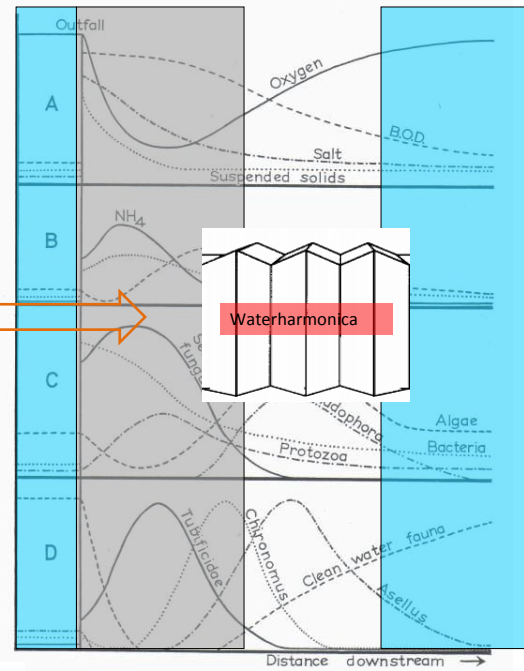 Outfall
A
Oxygen
B.O.D.
Salt
Suspended solids
B
NH4
Waterharmonica
C
Algae
Bacteria
Protozoa
D
Tubificidae
Chironomus
Clean water fauna
Asellus
Distance downstream →